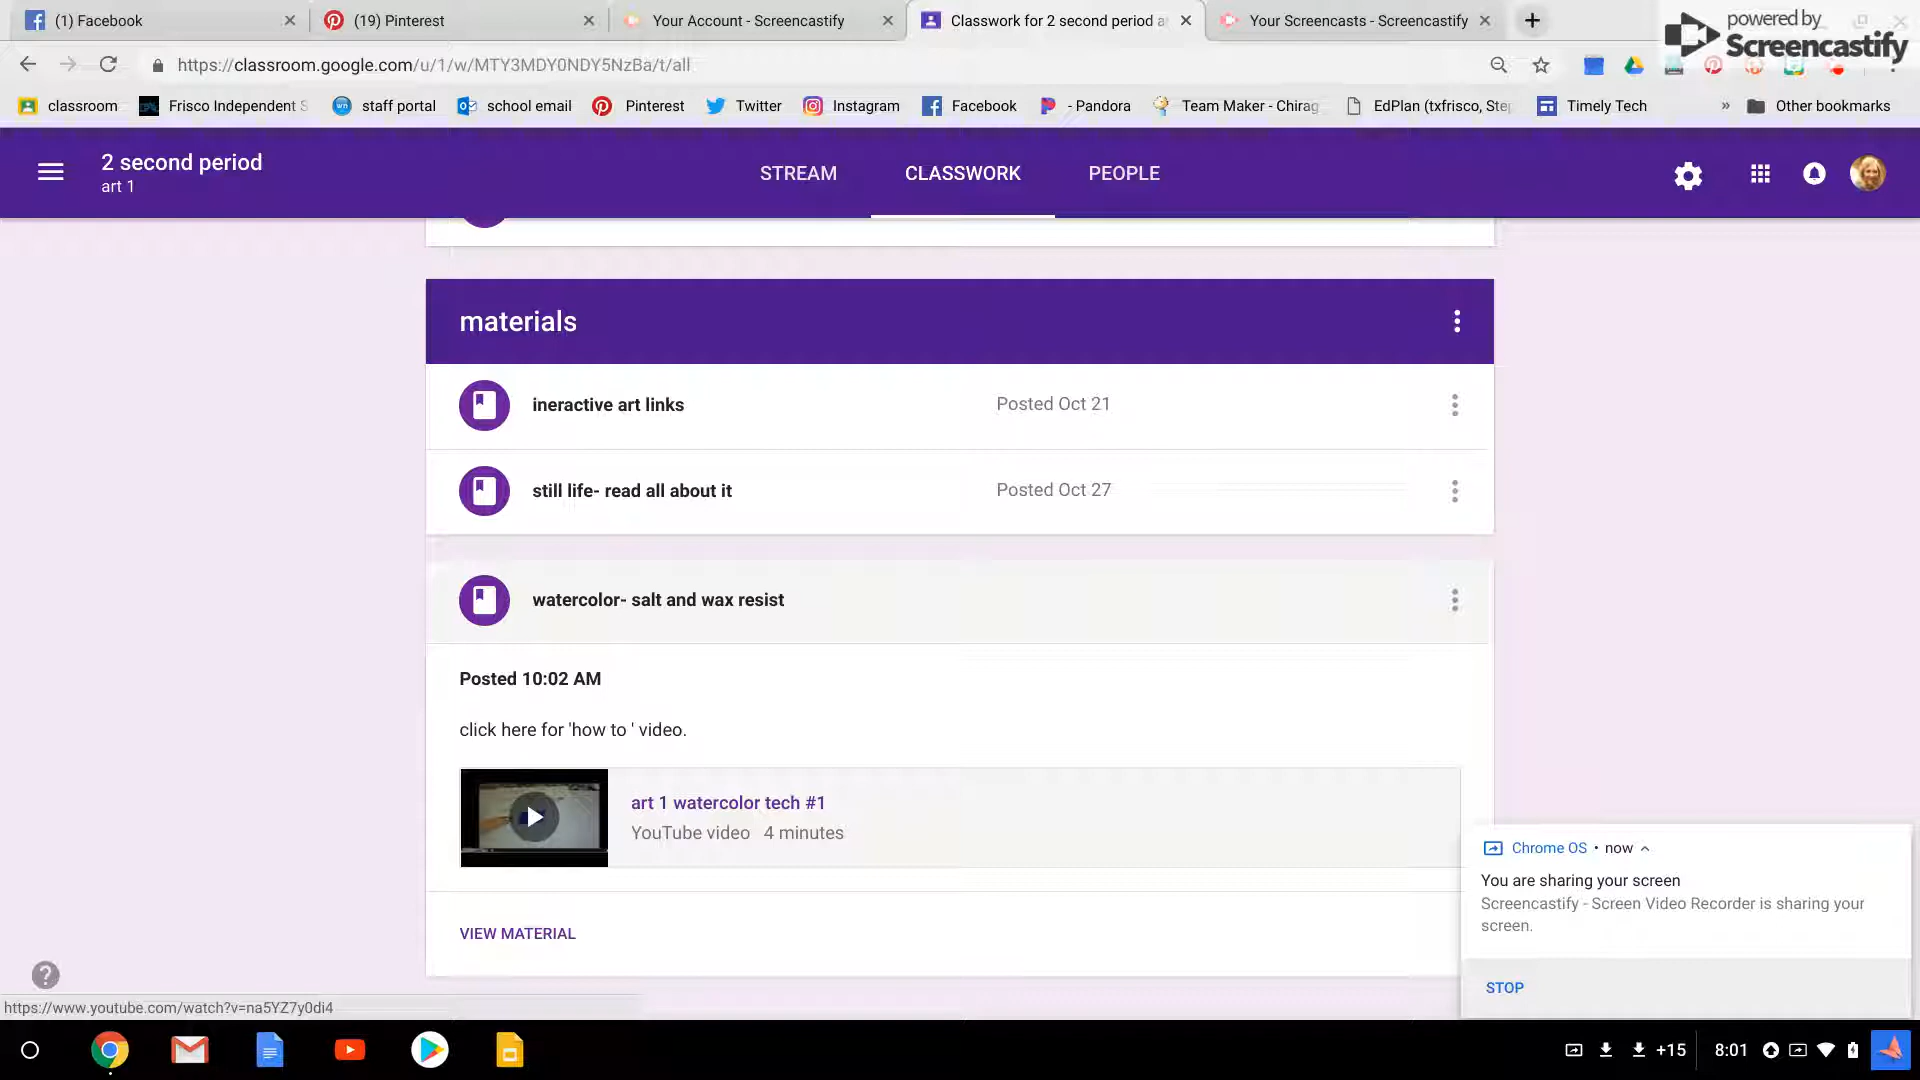 (1) Facebook
(19) Pinterest
Your Account - Screencastify
Classwork for 2 second period a
Your Screencasts - Screencastify
powered by
Screencastify
https://classroom.google.com/u/1/w/MTY3MDY0NDY5NzBa/t/all
classroom
Frisco Independent S
staff portal
school email
Pinterest
Twitter
Instagram
Facebook
- Pandora
Team Maker - Chirag
EdPlan (txfrisco, Step
Timely Tech
»
Other bookmarks
2 second period
art 1
STREAM
CLASSWORK
PEOPLE
materials
ineractive art links
Posted Oct 21
still life- read all about it
Posted Oct 27
watercolor- salt and wax resist
Posted 10:02 AM
click here for 'how to ' video.
art 1 watercolor tech #1
YouTube video 4 minutes
VIEW MATERIAL
Chrome OS • now
You are sharing your screen
Screencastify - Screen Video Recorder is sharing your
screen.
STOP
https://www.youtube.com/watch?v=na5YZ7y0di4
+15
8:01